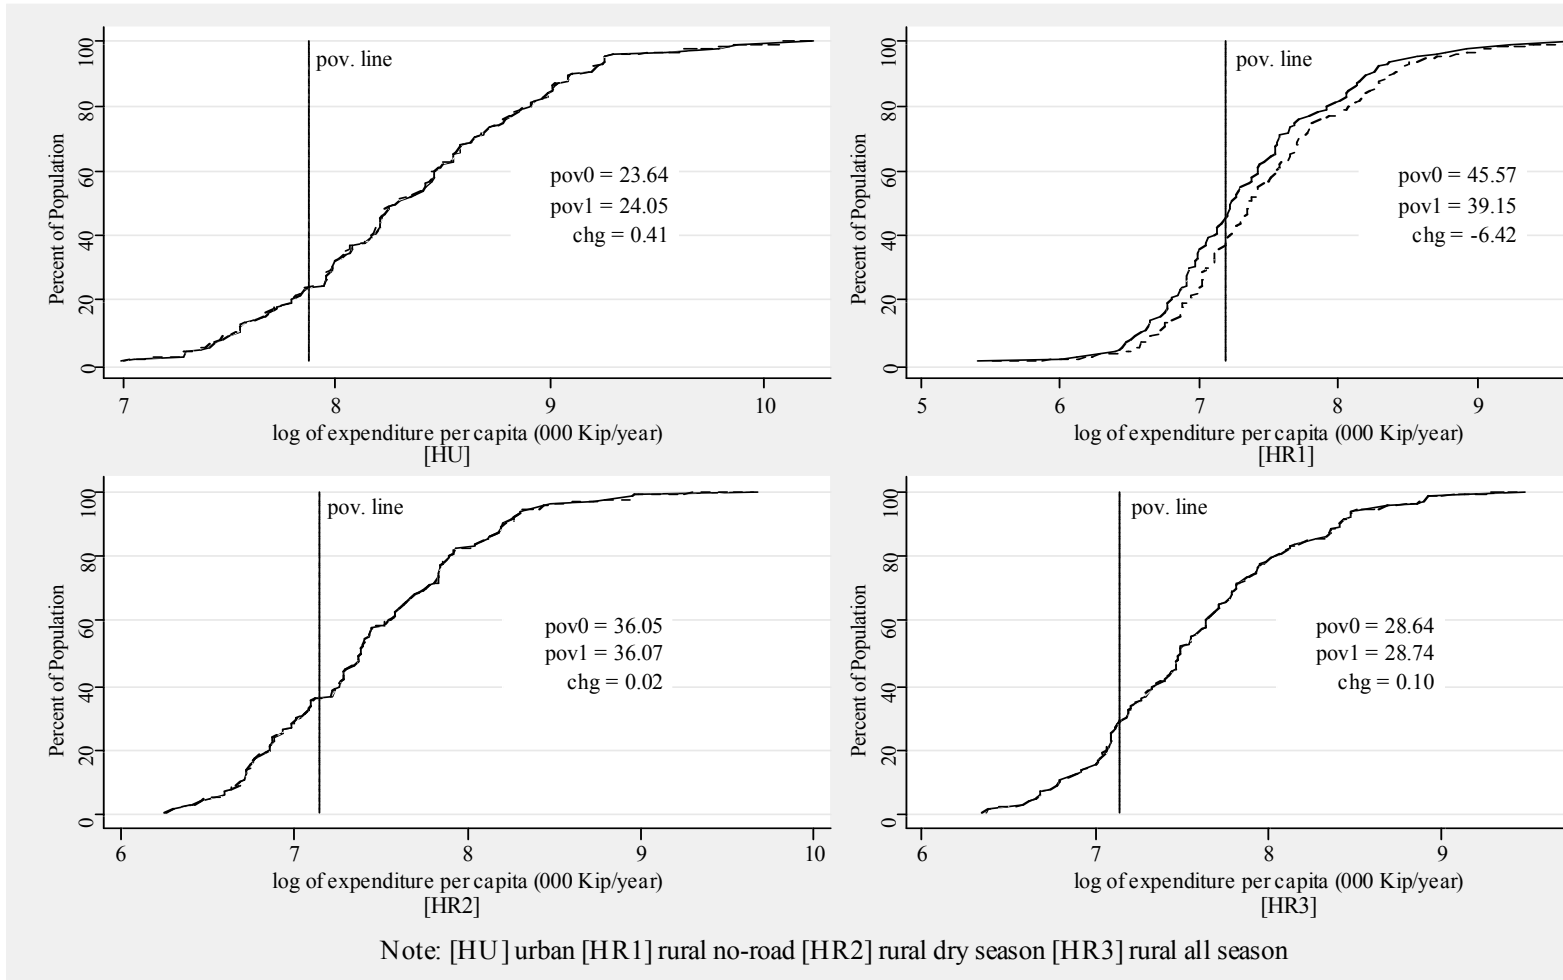 100
80
60
40
20
0
Percent of Population
pov. line
pov0 = 23.64
pov1 = 24.05
chg = 0.41
7 8 9 10
log of expenditure per capita (000 Kip/year)
[HU]
100
80
60
40
20
0
Percent of Population
pov. line
pov0 = 45.57
pov1 = 39.15
chg = -6.42
5 6 7 8 9
log of expenditure per capita (000 Kip/year)
[HR1]
100
80
60
40
20
0
Percent of Population
pov. line
pov0 = 36.05
pov1 = 36.07
chg = 0.02
6 7 8 9 10
log of expenditure per capita (000 Kip/year)
[HR2]
100
80
60
40
20
0
Percent of Population
pov. line
pov0 = 28.64
pov1 = 28.74
chg = 0.10
6 7 8 9
log of expenditure per capita (000 Kip/year)
[HR3]
Note: [HU] urban [HR1] rural no-road [HR2] rural dry season [HR3] rural all season